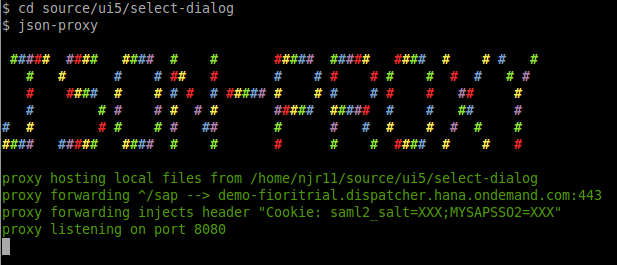 $ cd source/ui5/select-dialog
$ json-proxy
JSON-PROXY
proxy hosting local files from /home/njr11/source/ui5/select-dialog
proxy forwarding ^/sap --> demo-fioritrial.dispatcher.hana.ondemand.com:443
proxy forwarding injects header "Cookie: saml2_salt=XXX;MYSAPSSO2=XXX"
proxy listening on port 8080